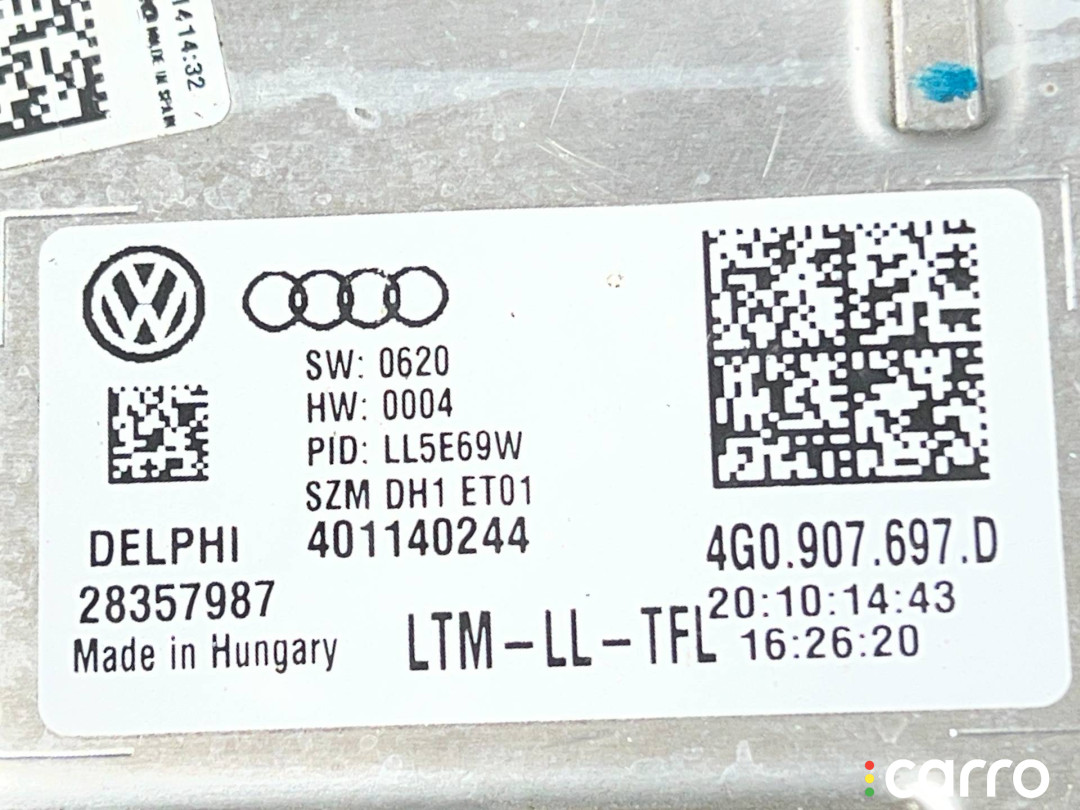 1414:32
MADE IN SPAIN
SW: 0620
HW: 0004
PID: LL5E69W
SZM DH1 ET01
401140244
DELPHI
28357987
Made in Hungary
LTM-LL-TFL
4G0.907.697.D
20:10:14:43
16:26:20
carro